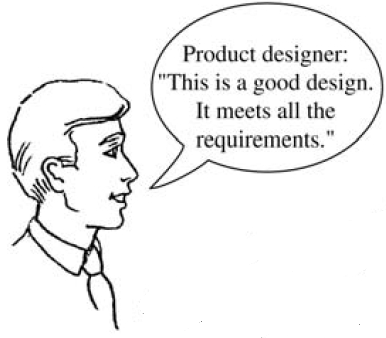 Product designer:
"This is a good design.
It meets all the
requirements."